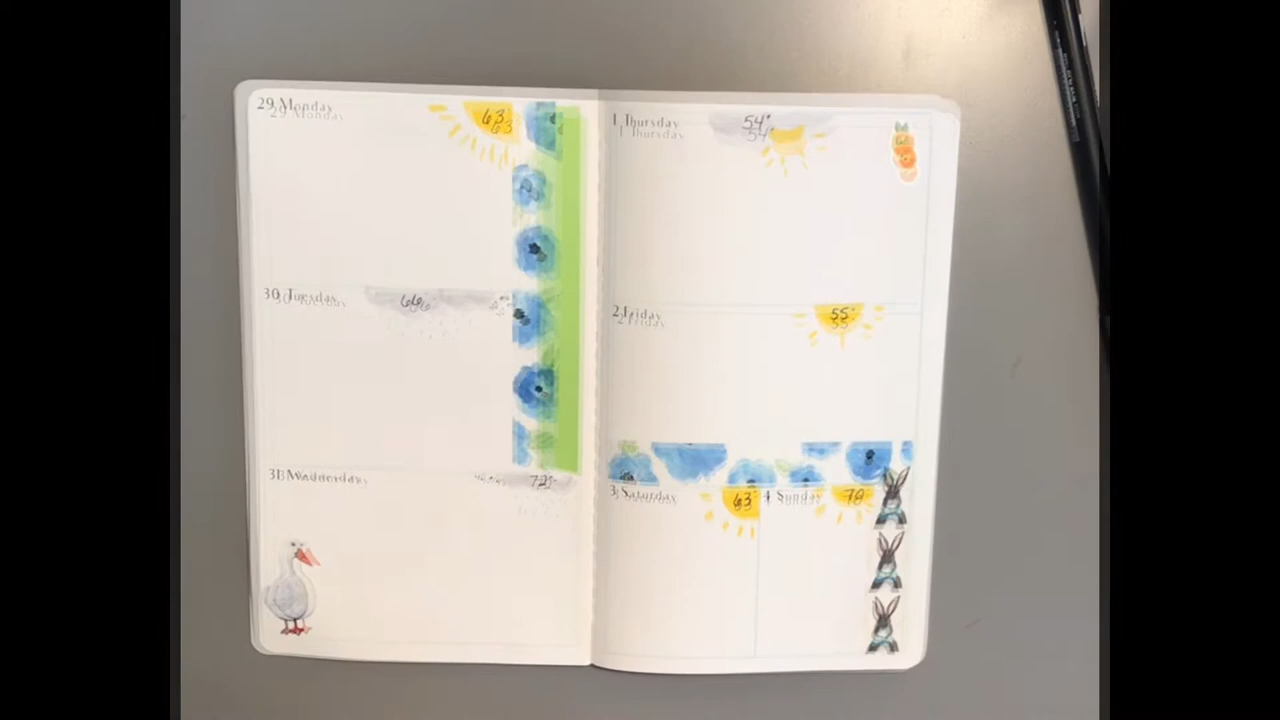 29 Monday
63°
30 Tuesday
66°
31 Wednesday
72°
1 Thursday
54°
2 Friday
55°
3 Saturday
63°
4 Sunday